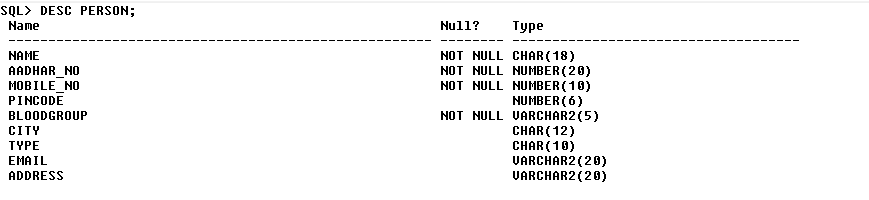 SQL> DESC PERSON;
Name Null? Type
----------------------------------------------------- -------- ------------------------------------
NAME NOT NULL CHAR(18)
AADHAR_NO NOT NULL NUMBER(20)
MOBILE_NO NOT NULL NUMBER(10)
PINCODE NUMBER(6)
BLOODGROUP NOT NULL VARCHAR2(5)
CITY CHAR(12)
TYPE CHAR(10)
EMAIL VARCHAR2(20)
ADDRESS VARCHAR2(20)